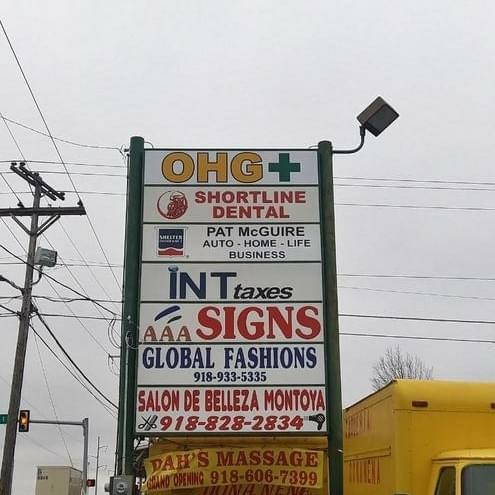 OHG+
SHORTLINE
DENTAL
SHELTER
PAT McGUIRE
AUTO - HOME - LIFE
BUSINESS
INT taxes
AAA SIGNS
GLOBAL FASHIONS
918-933-5335
SALON DE BELLEZA MONTOYA
918-828-2834
DAH'S MASSAGE
GRAND OPENING 918-606-7399